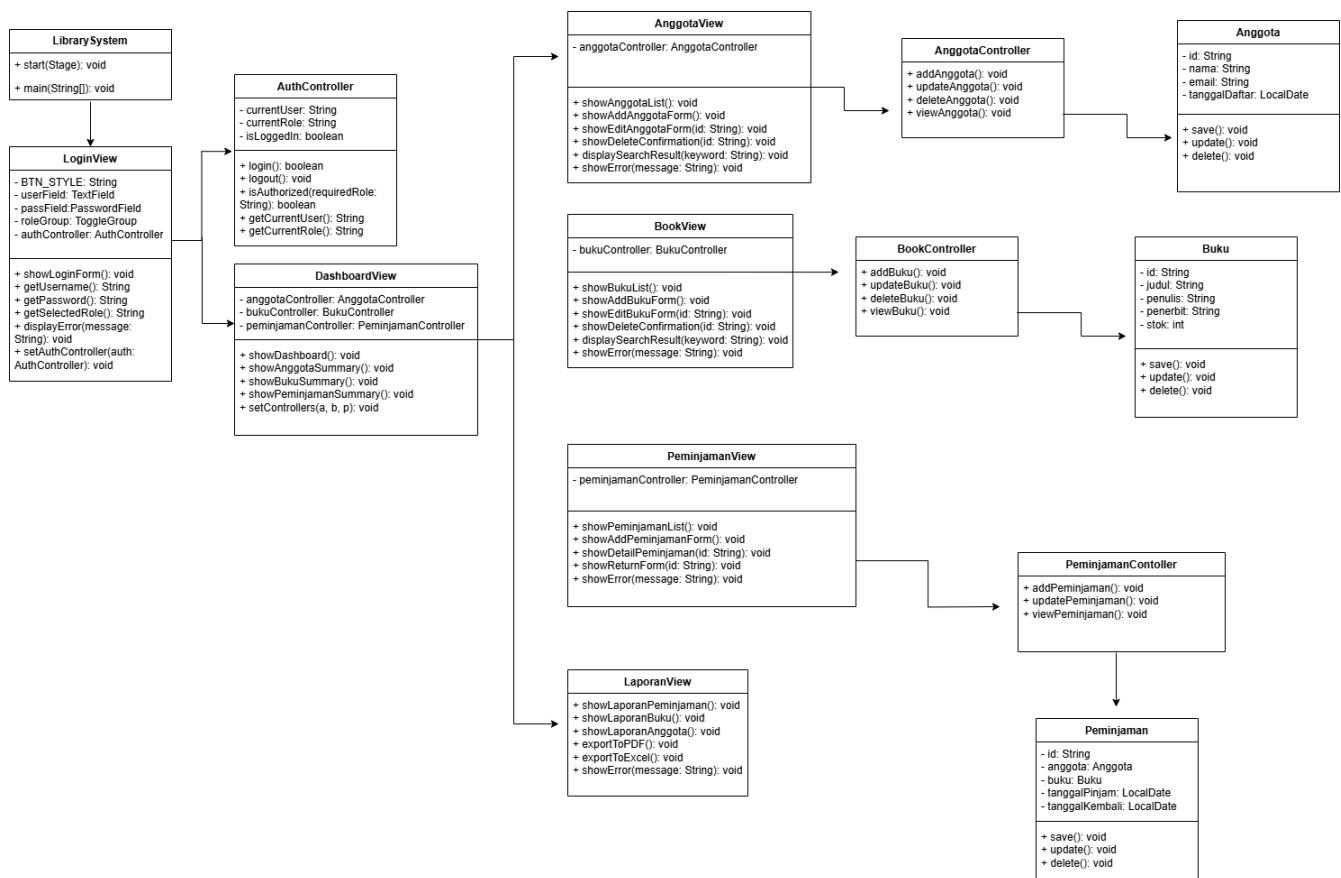 LibrarySystem
+ start(Stage): void
+ main(String[]): void
LoginView
- BTN_STYLE: String
- userField: TextField
- passField:PasswordField
- roleGroup: ToggleGroup
- authController: AuthController
+ showLoginForm(): void
+ getUsername(): String
+ getPassword(): String
+ getSelectedRole(): String
+ displayError(message:
String): void
+ setAuthController(auth:
AuthController): void
AuthController
- currentUser: String
- currentRole: String
- isLoggedIn: boolean
+ login(): boolean
+ logout(): void
+ isAuthorized(requiredRole:
String): boolean
+ getCurrentUser(): String
+ getCurrentRole(): String
DashboardView
- anggotaController: AnggotaController
- bukuController: BukuController
- peminjamanController: PeminjamanController
+ showDashboard(): void
+ showAnggotaSummary(): void
+ showBukuSummary(): void
+ showPeminjamanSummary(): void
+ setControllers(a, b, p): void
AnggotaView
- anggotaController: AnggotaController
+ showAnggotaList(): void
+ showAddAnggotaForm(): void
+ showEditAnggotaForm(id: String): void
+ showDeleteConfirmation(id: String): void
+ displaySearchResult(keyword: String): void
+ showError(message: String): void
AnggotaController
+ addAnggota(): void
+ updateAnggota(): void
+ deleteAnggota(): void
+ viewAnggota(): void
Anggota
- id: String
- nama: String
- email: String
- tanggalDaftar: LocalDate
+ save(): void
+ update(): void
+ delete(): void
BookView
- bukuController: BukuController
+ showBukuList(): void
+ showAddBukuForm(): void
+ showEditBukuForm(id: String): void
+ showDeleteConfirmation(id: String): void
+ displaySearchResult(keyword: String): void
+ showError(message: String): void
BookController
+ addBuku(): void
+ updateBuku(): void
+ deleteBuku(): void
+ viewBuku(): void
Buku
- id: String
- judul: String
- penulis: String
- penerbit: String
- stok: int
+ save(): void
+ update(): void
+ delete(): void
PeminjamanView
- peminjamanController: PeminjamanController
+ showPeminjamanList(): void
+ showAddPeminjamanForm(): void
+ showDetailPeminjaman(id: String): void
+ showReturnForm(id: String): void
+ showError(message: String): void
PeminjamanContoller
+ addPeminjaman(): void
+ updatePeminjaman(): void
+ viewPeminjaman(): void
LaporanView
+ showLaporanPeminjaman(): void
+ showLaporanBuku(): void
+ showLaporanAnggota(): void
+ exportToPDF(): void
+ exportToExcel(): void
+ showError(message: String): void
Peminjaman
- id: String
- anggota: Anggota
- buku: Buku
- tanggalPinjam: LocalDate
- tanggalKembali: LocalDate
+ save(): void
+ update(): void
+ delete(): void